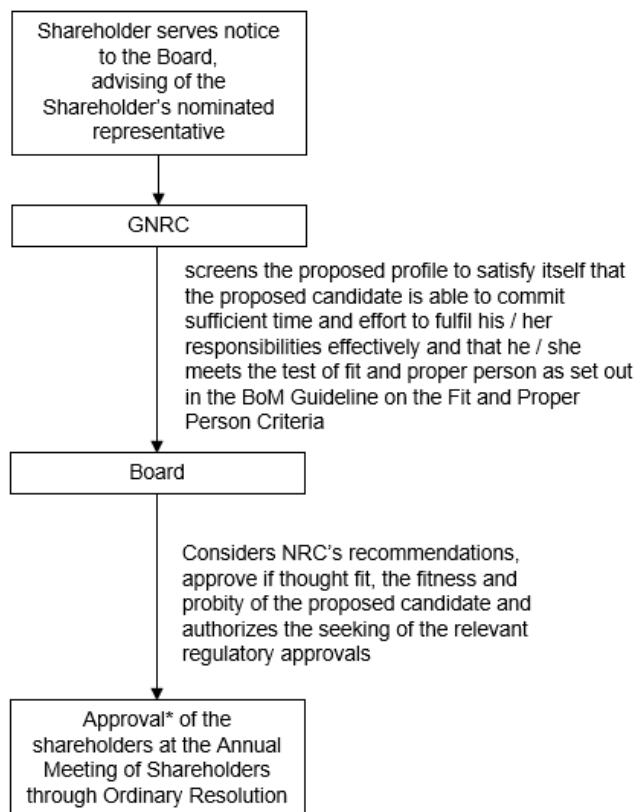 Shareholder serves notice
to the Board,
advising of the
Shareholder's nominated
representative
GNRC
screens the proposed profile to satisfy itself that
the proposed candidate is able to commit
sufficient time and effort to fulfil his / her
responsibilities effectively and that he / she
meets the test of fit and proper person as set out
in the BoM Guideline on the Fit and Proper
Person Criteria
Board
Considers NRC's recommendations,
approve if thought fit, the fitness and
probity of the proposed candidate and
authorizes the seeking of the relevant
regulatory approvals
Approval* of the
shareholders at the Annual
Meeting of Shareholders
through Ordinary Resolution